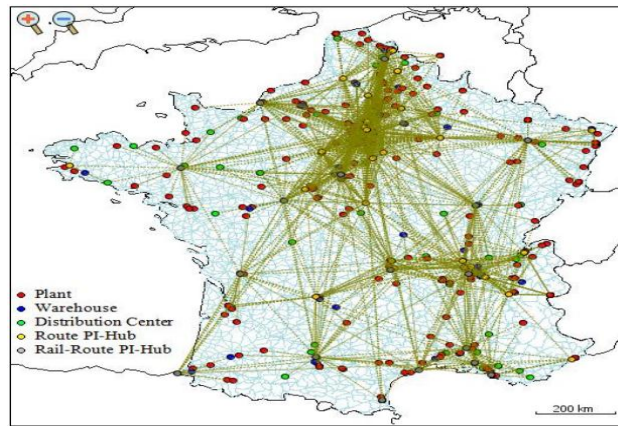 Plant
Warehouse
Distribution Center
Route PI-Hub
Rail-Route PI-Hub
200 km